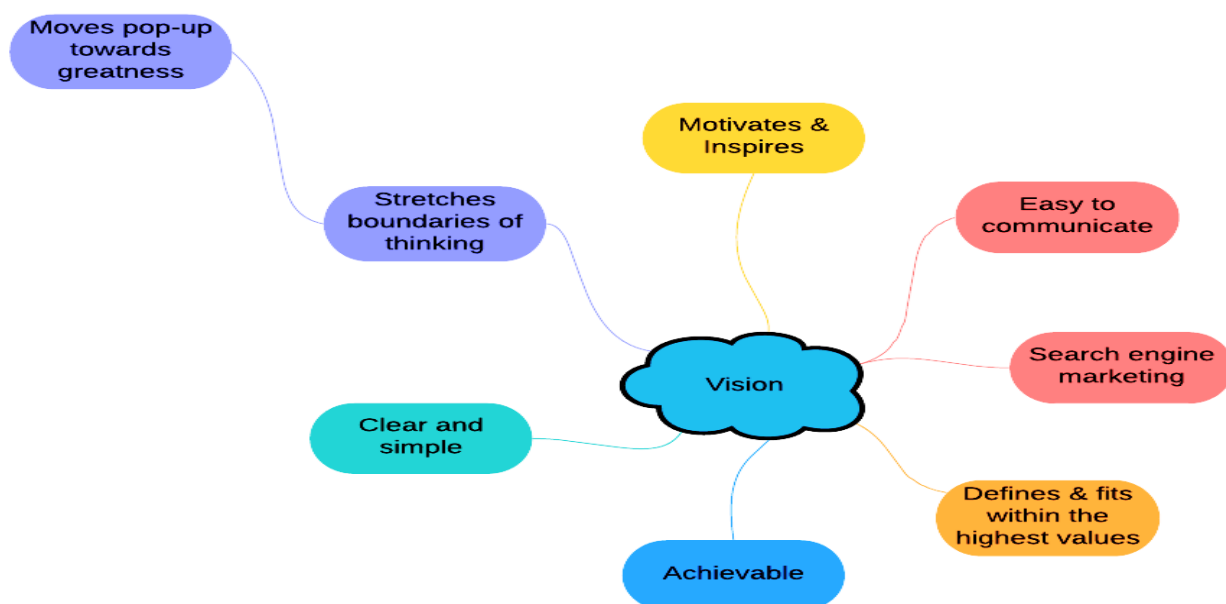 Moves pop-up
towards
greatness
Motivates &
Inspires
Stretches
boundaries of
thinking
Easy to
communicate
Search engine
marketing
Vision
Clear and
simple
Defines & fits
within the
highest values
Achievable